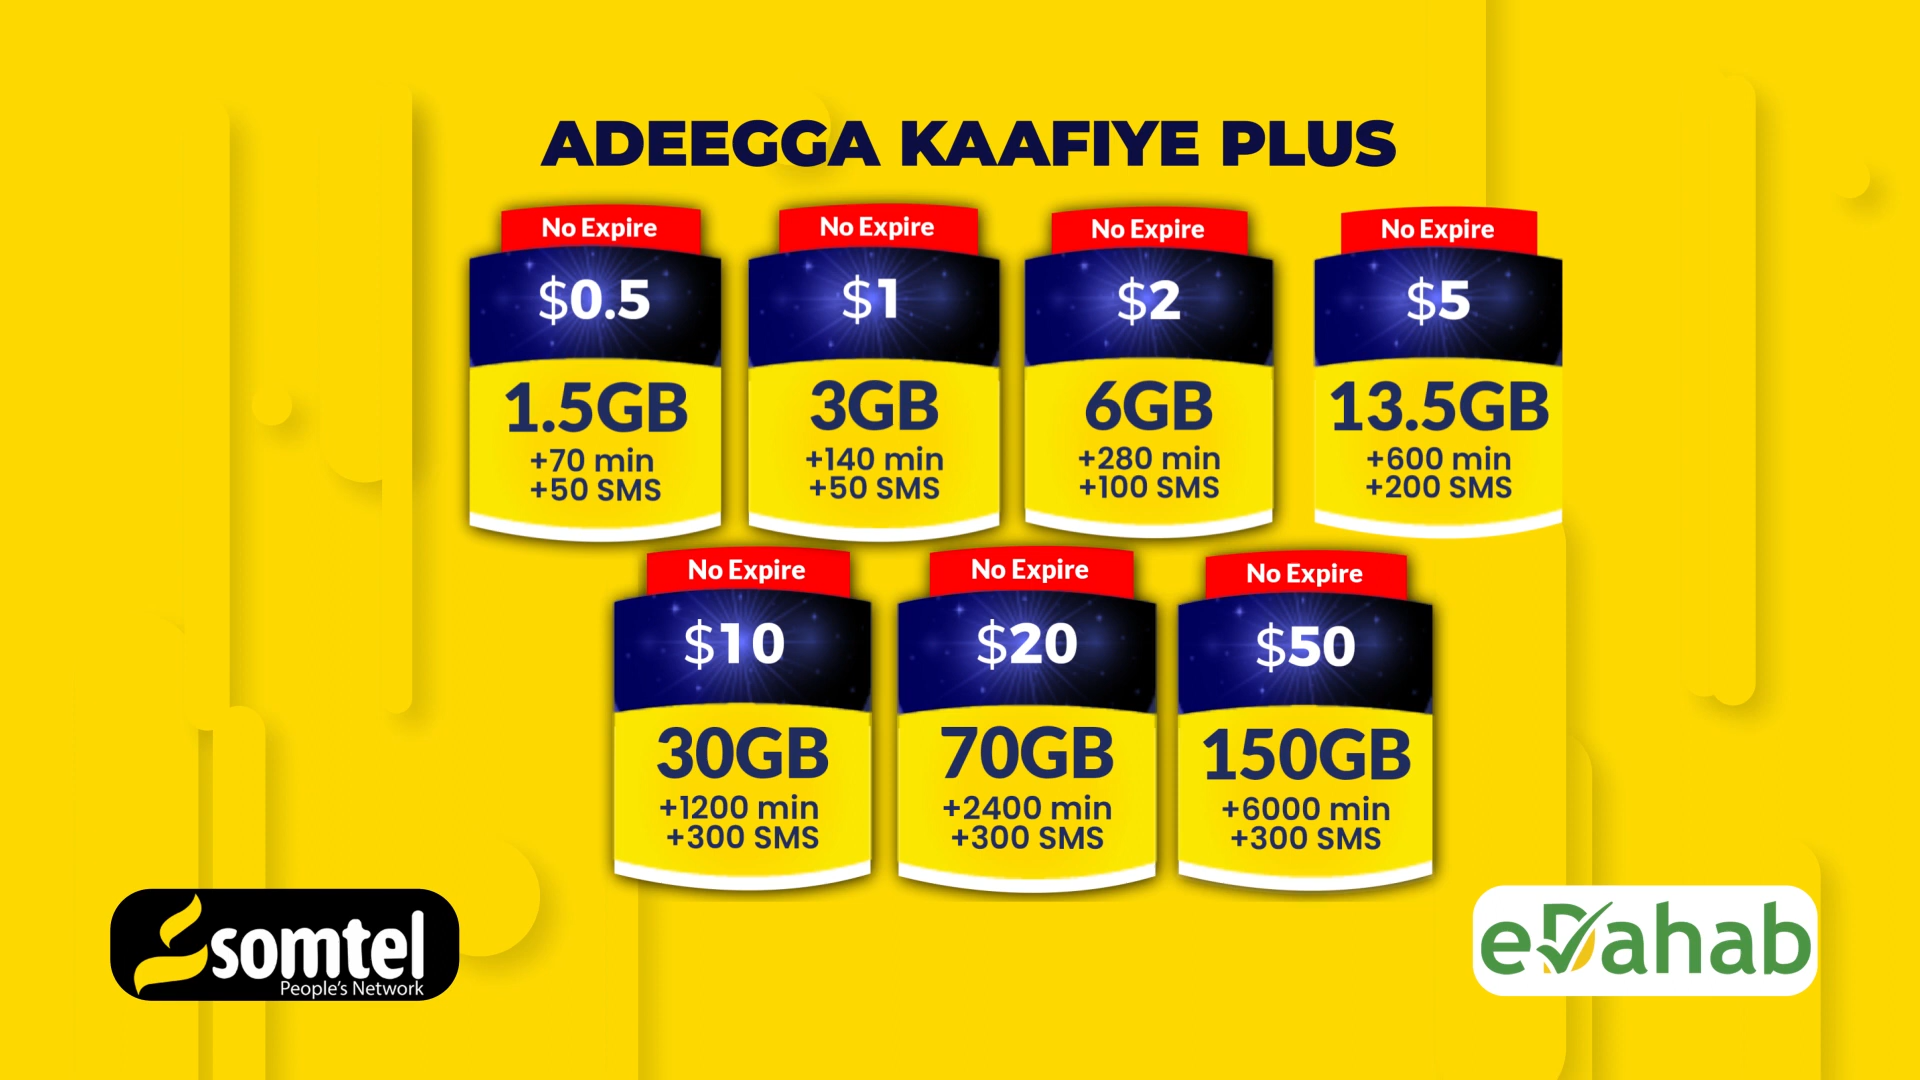 ADEEGGA KAAFIYE PLUS
No Expire
$0.5
1.5GB
+70 min
+50 SMS
No Expire
$1
3GB
+140 min
+50 SMS
No Expire
$2
6GB
+280 min
+100 SMS
No Expire
$5
13.5GB
+600 min
+200 SMS
No Expire
$10
30GB
+1200 min
+300 SMS
No Expire
$20
70GB
+2400 min
+300 SMS
No Expire
$50
150GB
+6000 min
+300 SMS
somtel
People's Network
eDahab